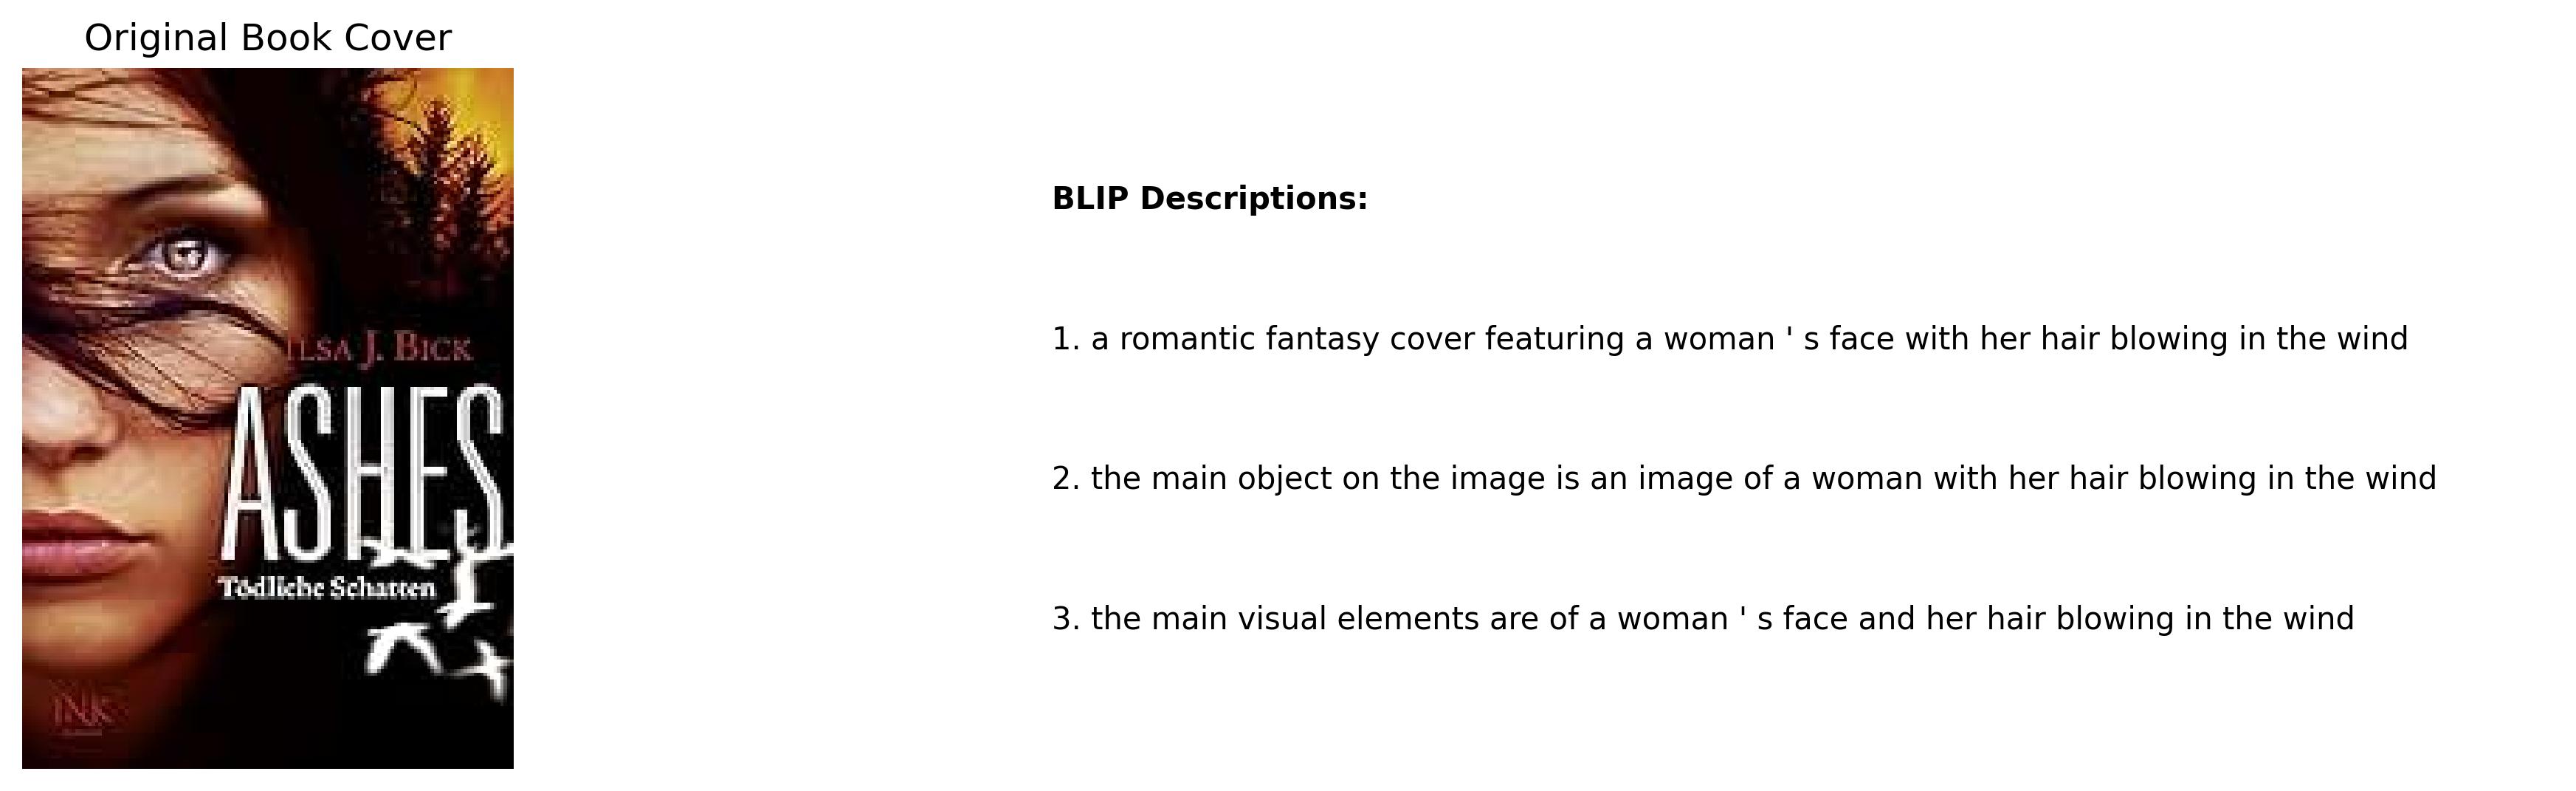 Original Book Cover
ILSA J. BICK
ASHES
Tödliche Schatten
INK
BLIP Descriptions:
1. a romantic fantasy cover featuring a woman ' s face with her hair blowing in the wind
2. the main object on the image is an image of a woman with her hair blowing in the wind
3. the main visual elements are of a woman ' s face and her hair blowing in the wind